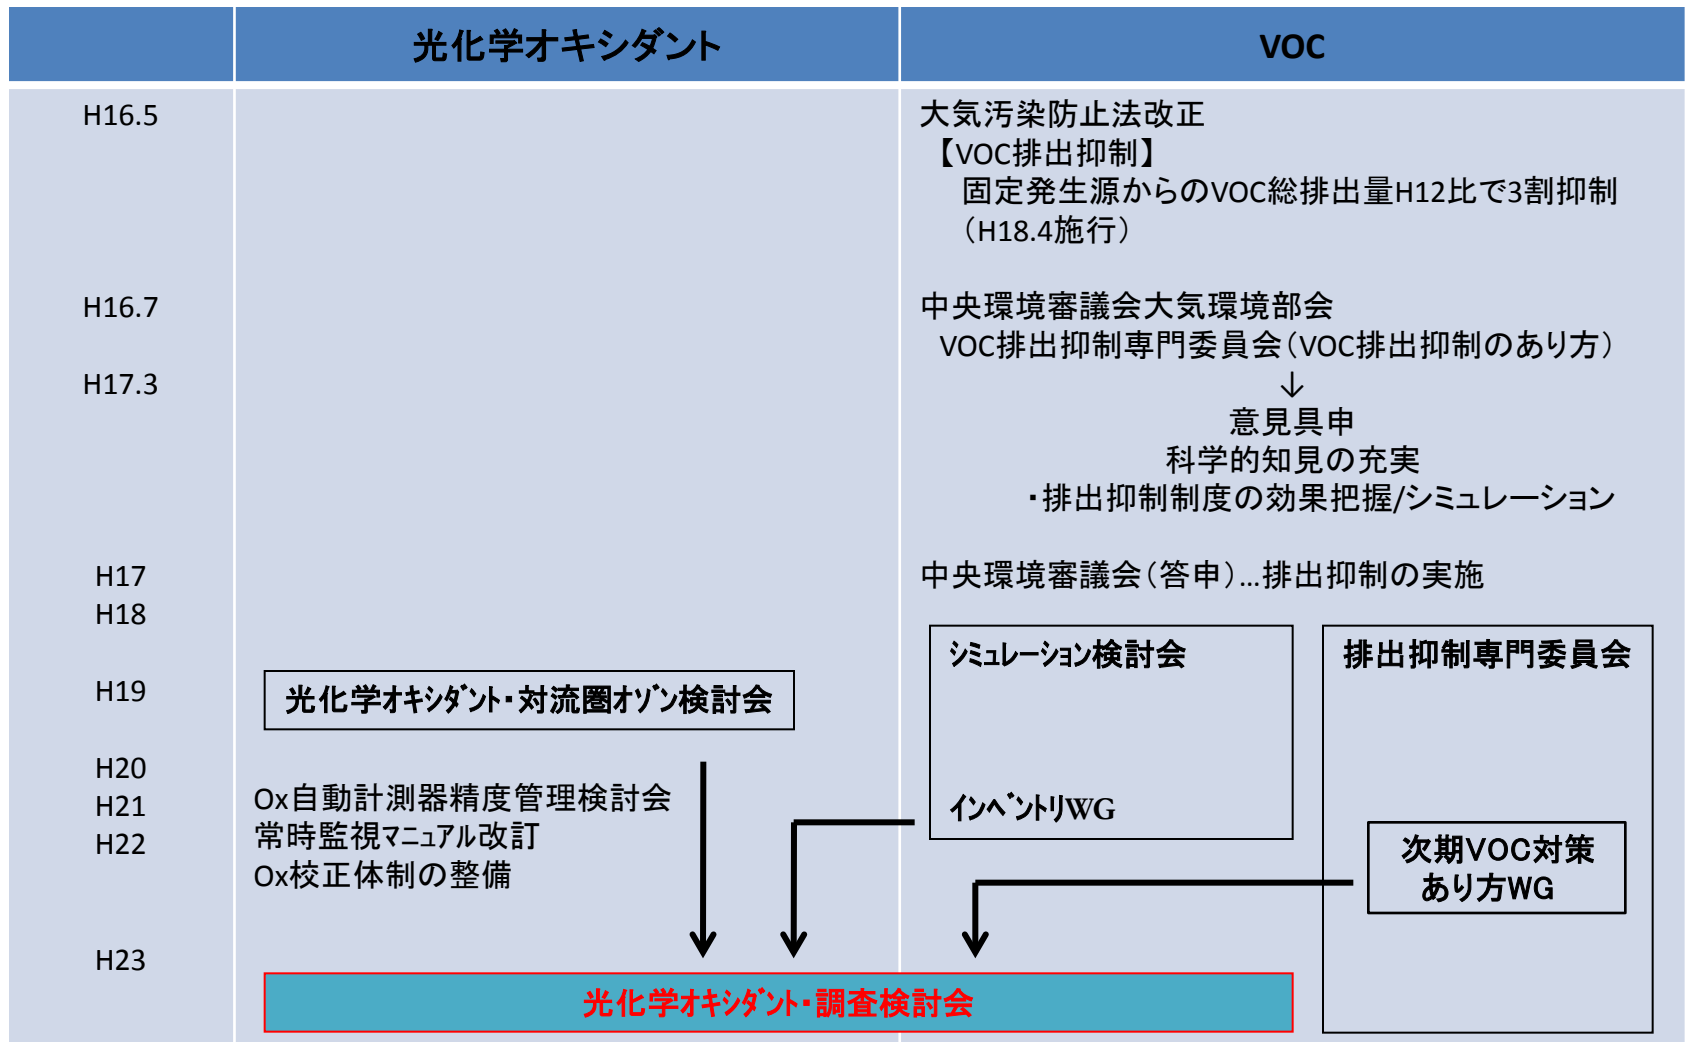 光化学オキシダント
VOC
H16.5
大気汚染防止法改正
【VOC排出抑制】
固定発生源からのVOC総排出量H12比で3割抑制
（H18.4施行）
H16.7
中央環境審議会大気環境部会
VOC排出抑制専門委員会（VOC排出抑制のあり方）
H17.3
↓
意見具申
科学的知見の充実
・排出抑制制度の効果把握/シミュレーション
H17
中央環境審議会（答申）…排出抑制の実施
H18
ｼﾐｭﾚｰｼｮﾝ検討会
排出抑制専門委員会
H19
光化学ｵｷｼﾀﾞﾝﾄ・対流圏ｵｿﾞﾝ検討会
H20
H21
Ox自動計測器精度管理検討会
ｲﾝﾍﾞﾝﾄﾘWG
H22
常時監視ﾏﾆｭｱﾙ改訂
Ox校正体制の整備
次期VOC対策
あり方WG
H23
光化学ｵｷｼﾀﾞﾝﾄ・調査検討会